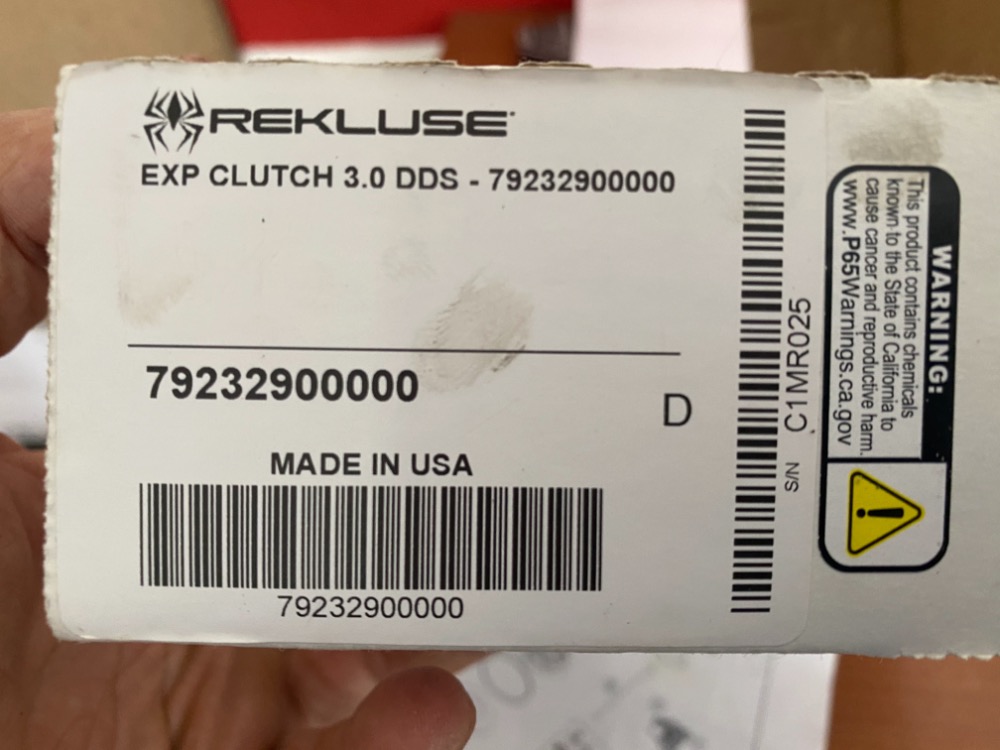 REKLUSE
EXP CLUTCH 3.0 DDS - 79232900000
79232900000
D
MADE IN USA
79232900000
S/N C1MR025
WARNING:
This product contains chemicals
known to the State of California to
cause cancer and reproductive harm.
www.P65Warnings.ca.gov